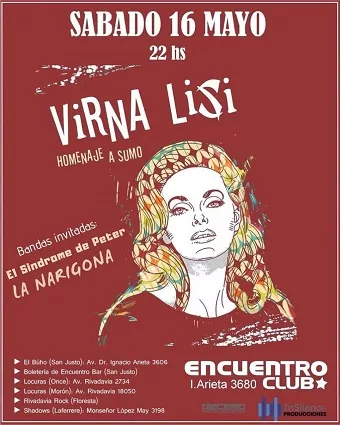 SABADO 16 MAYO
22 hs
ViRNA LiSi
HOMENAJE A SUMO
Bandas invitadas:
El Síndrome de Peter
LA NARIGONA
El Búho (San Justo): Av. Dr. Ignacio Arieta 3606
Boletería de Encuentro Bar (San Justo)
Locuras (Once): Av. Rivadavia 2734
Locuras (Morón): Av. Rivadavia 18050
Rivadavia Rock (Floresta)
Shadows (Laferrere): Monseñor López May 3198
ENCUENTRO
I.Arieta 3680 CLUB
PRODUCCIONES